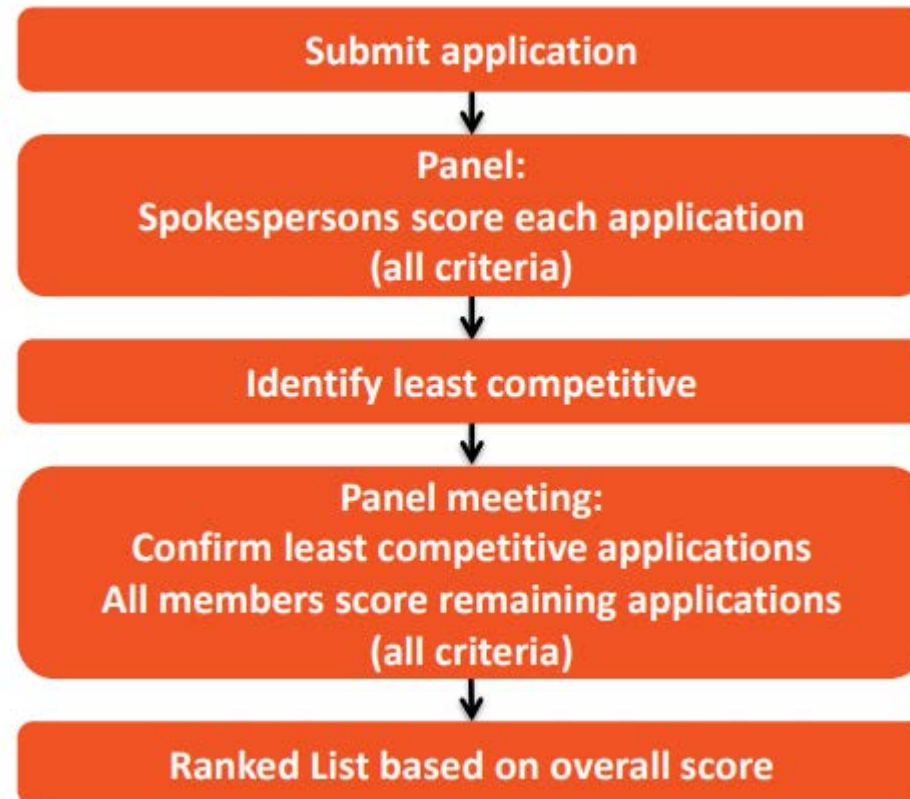 Submit application
Panel:
Spokespersons score each application
(all criteria)
Identify least competitive
Panel meeting:
Confirm least competitive applications
All members score remaining applications
(all criteria)
Ranked List based on overall score